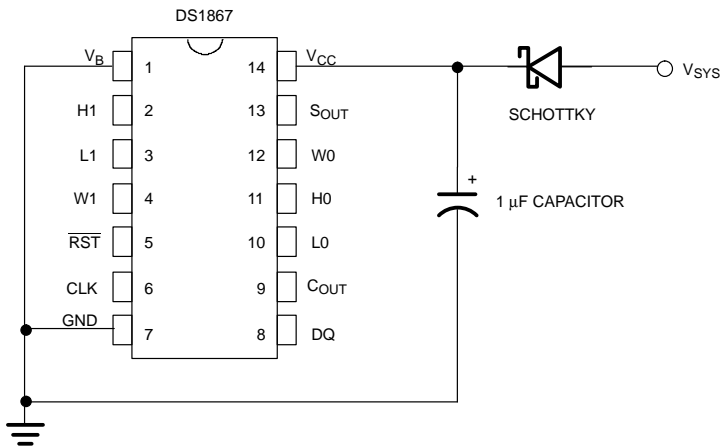 DS1867
VB 1 14 VCC VSYS
H1 2 13 SOUT SCHOTTKY
L1 3 12 W0
W1 4 11 H0 + 1 μF CAPACITOR
RST 5 10 L0
CLK 6 9 COUT
GND 7 8 DQ